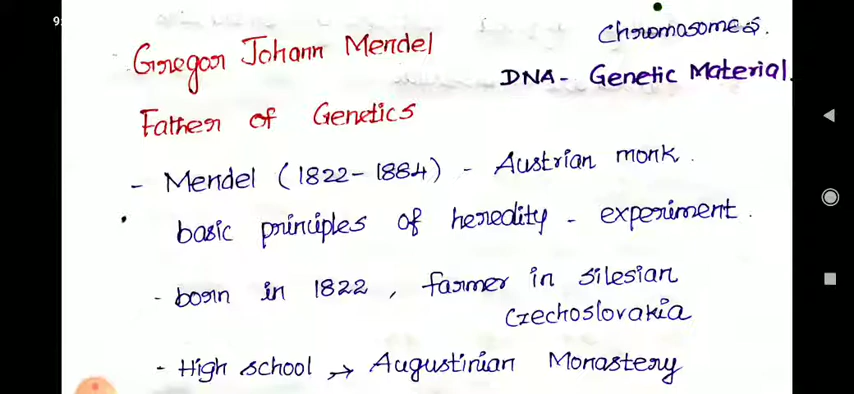 Chromosomes.
Gregor Johann Mendel
DNA - Genetic Material.
Father of Genetics
- Mendel (1822-1884) - Austrian monk.
basic principles of heredity - experiment.
- born in 1822, farmer in silesian
Czechoslovakia
- High school → Augustinian Monastery